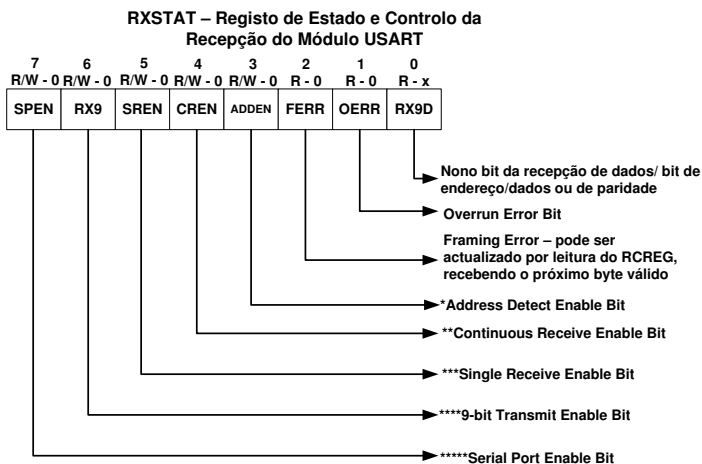 RXSTAT – Registo de Estado e Controlo da
Recepção do Módulo USART
7 6 5 4 3 2 1 0
R/W - 0 R/W - 0 R/W - 0 R/W - 0 R/W - 0 R - 0 R - 0 R - x
SPEN RX9 SREN CREN ADDEN FERR OERR RX9D
Nono bit da recepção de dados/ bit de
endereço/dados ou de paridade
Overrun Error Bit
Framing Error – pode ser
actualizado por leitura do RCREG,
recebendo o próximo byte válido
*Address Detect Enable Bit
**Continuous Receive Enable Bit
***Single Receive Enable Bit
****9-bit Transmit Enable Bit
*****Serial Port Enable Bit